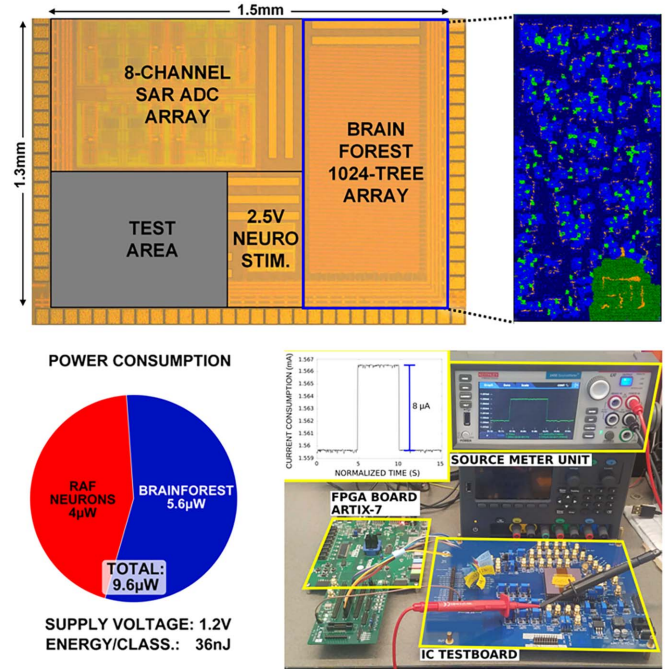 1.5mm
1.3mm
8-CHANNEL
SAR ADC
ARRAY
BRAIN
FOREST
1024-TREE
ARRAY
TEST
AREA
2.5V
NEURO
STIM.
POWER CONSUMPTION
RAF
NEURONS
4µW
BRAINFOREST
5.6µW
TOTAL:
9.6µW
SUPPLY VOLTAGE: 1.2V
ENERGY/CLASS.: 36nJ
CURRENT CONSUMPTION (mA)
1.567
1.566
1.565
1.564
1.563
1.562
1.561
1.56
1.559
8 µA
0
5
10
15
NORMALIZED TIME (S)
SOURCE METER UNIT
FPGA BOARD
ARTIX-7
IC TESTBOARD